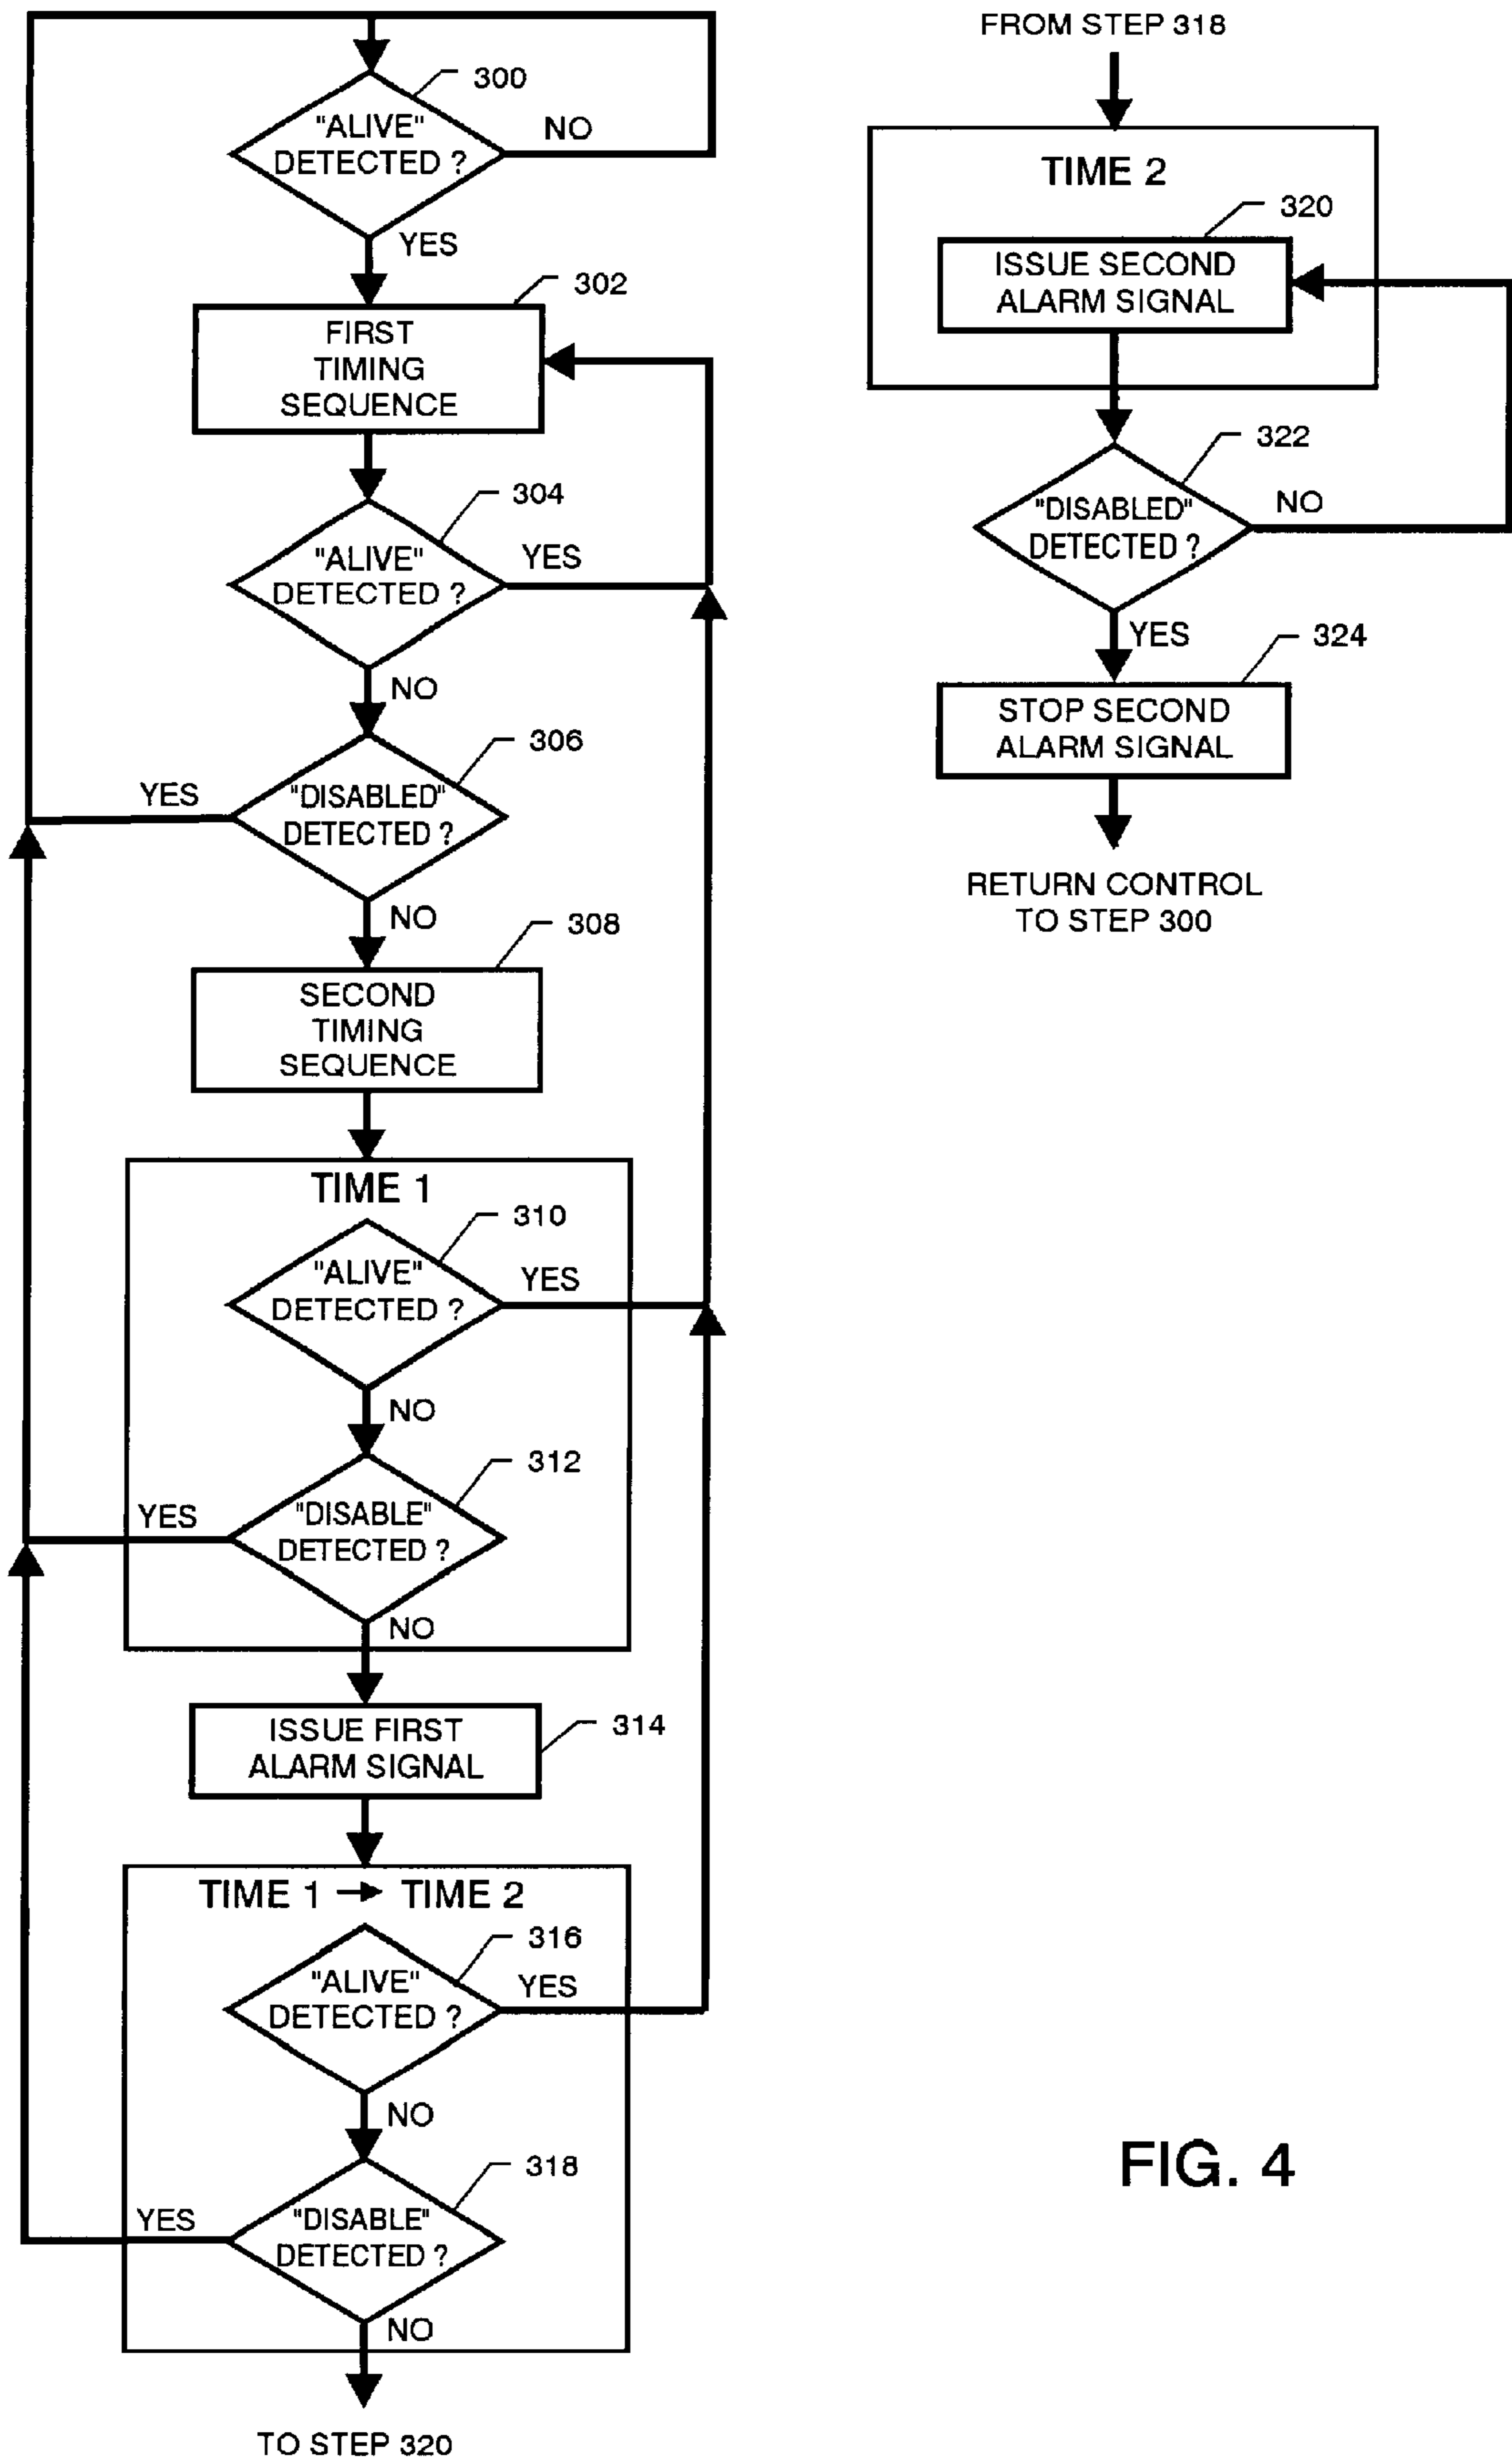 300
"ALIVE"
DETECTED ?
NO
YES
302
FIRST
TIMING
SEQUENCE
304
"ALIVE"
DETECTED ?
YES
NO
306
"DISABLED"
DETECTED ?
YES
NO
308
SECOND
TIMING
SEQUENCE
TIME 1
310
"ALIVE"
DETECTED ?
YES
NO
312
"DISABLE"
DETECTED ?
YES
NO
ISSUE FIRST
ALARM SIGNAL
314
TIME 1 → TIME 2
316
"ALIVE"
DETECTED ?
YES
NO
318
"DISABLE"
DETECTED ?
YES
NO
TO STEP 320
FROM STEP 318
TIME 2
320
ISSUE SECOND
ALARM SIGNAL
322
"DISABLED"
DETECTED ?
NO
YES
324
STOP SECOND
ALARM SIGNAL
RETURN CONTROL
TO STEP 300
FIG. 4